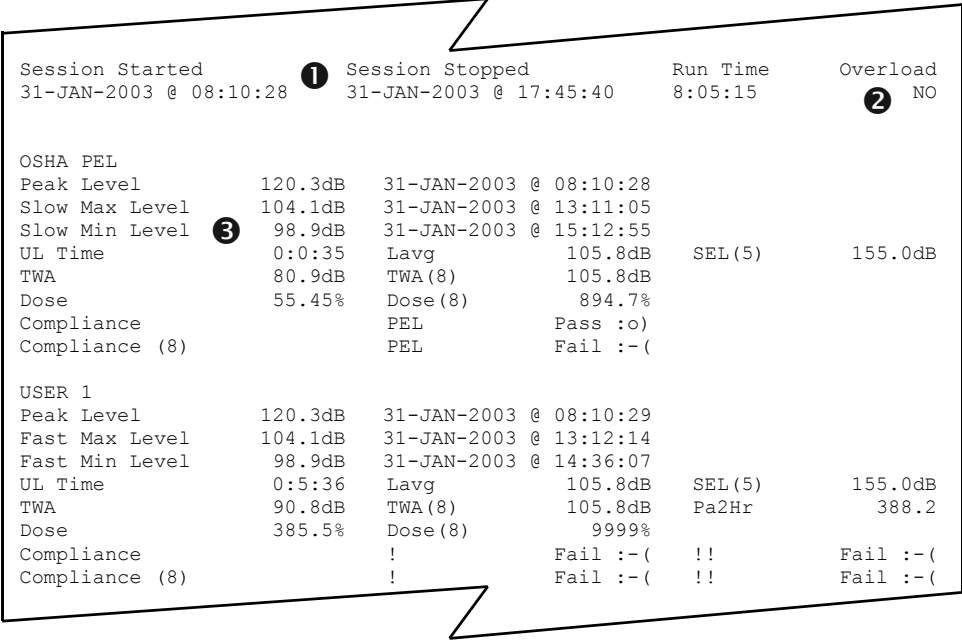 Session Started ❶ Session Stopped Run Time Overload
31-JAN-2003 @ 08:10:28 31-JAN-2003 @ 17:45:40 8:05:15 ❷ NO
OSHA PEL
Peak Level 120.3dB 31-JAN-2003 @ 08:10:28
Slow Max Level 104.1dB 31-JAN-2003 @ 13:11:05
Slow Min Level ❸ 98.9dB 31-JAN-2003 @ 15:12:55
UL Time 0:0:35 Lavg 105.8dB SEL(5) 155.0dB
TWA 80.9dB TWA(8) 105.8dB
Dose 55.45% Dose(8) 894.7%
Compliance PEL Pass :o)
Compliance (8) PEL Fail :-(
USER 1
Peak Level 120.3dB 31-JAN-2003 @ 08:10:29
Fast Max Level 104.1dB 31-JAN-2003 @ 13:12:14
Fast Min Level 98.9dB 31-JAN-2003 @ 14:36:07
UL Time 0:5:36 Lavg 105.8dB SEL(5) 155.0dB
TWA 90.8dB TWA(8) 105.8dB Pa2Hr 388.2
Dose 385.5% Dose(8) 9999%
Compliance ! Fail :-( !! Fail :-(
Compliance (8) ! Fail :-( !! Fail :-(